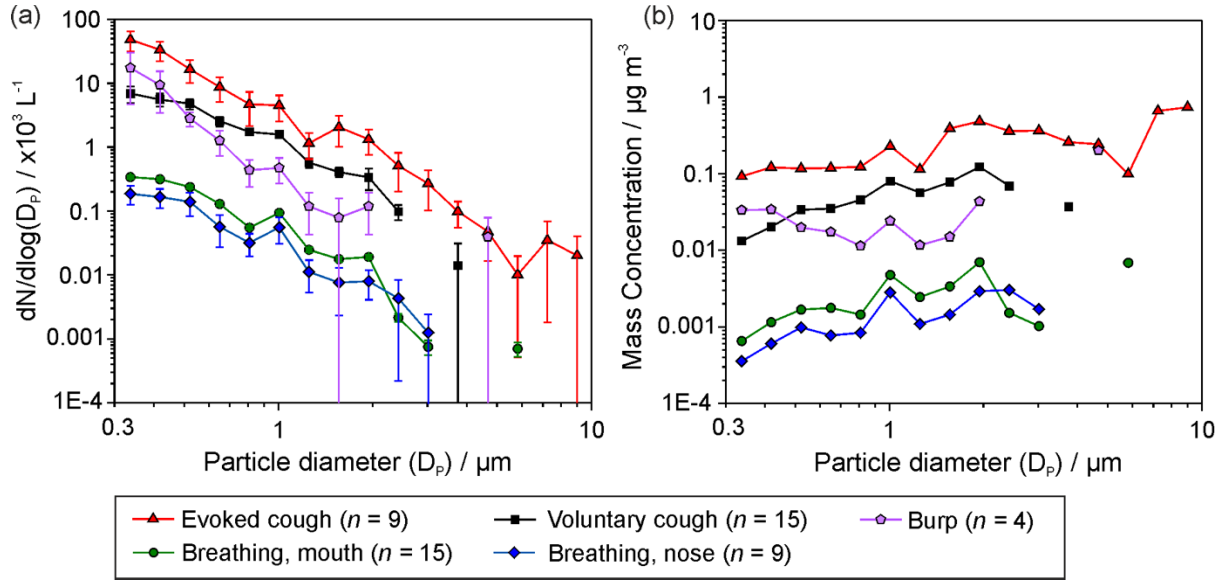 (a)
dN/dlog(Dₚ) / x10³ L⁻¹
100
10
1
0.1
0.01
0.001
1E-4
0.3
1
10
Particle diameter (Dₚ) / µm
(b)
Mass Concentration / µg m⁻³
10
1
0.1
0.01
0.001
1E-4
0.3
1
10
Particle diameter (Dₚ) / µm
Evoked cough (n = 9)
Voluntary cough (n = 15)
Burp (n = 4)
Breathing, mouth (n = 15)
Breathing, nose (n = 9)